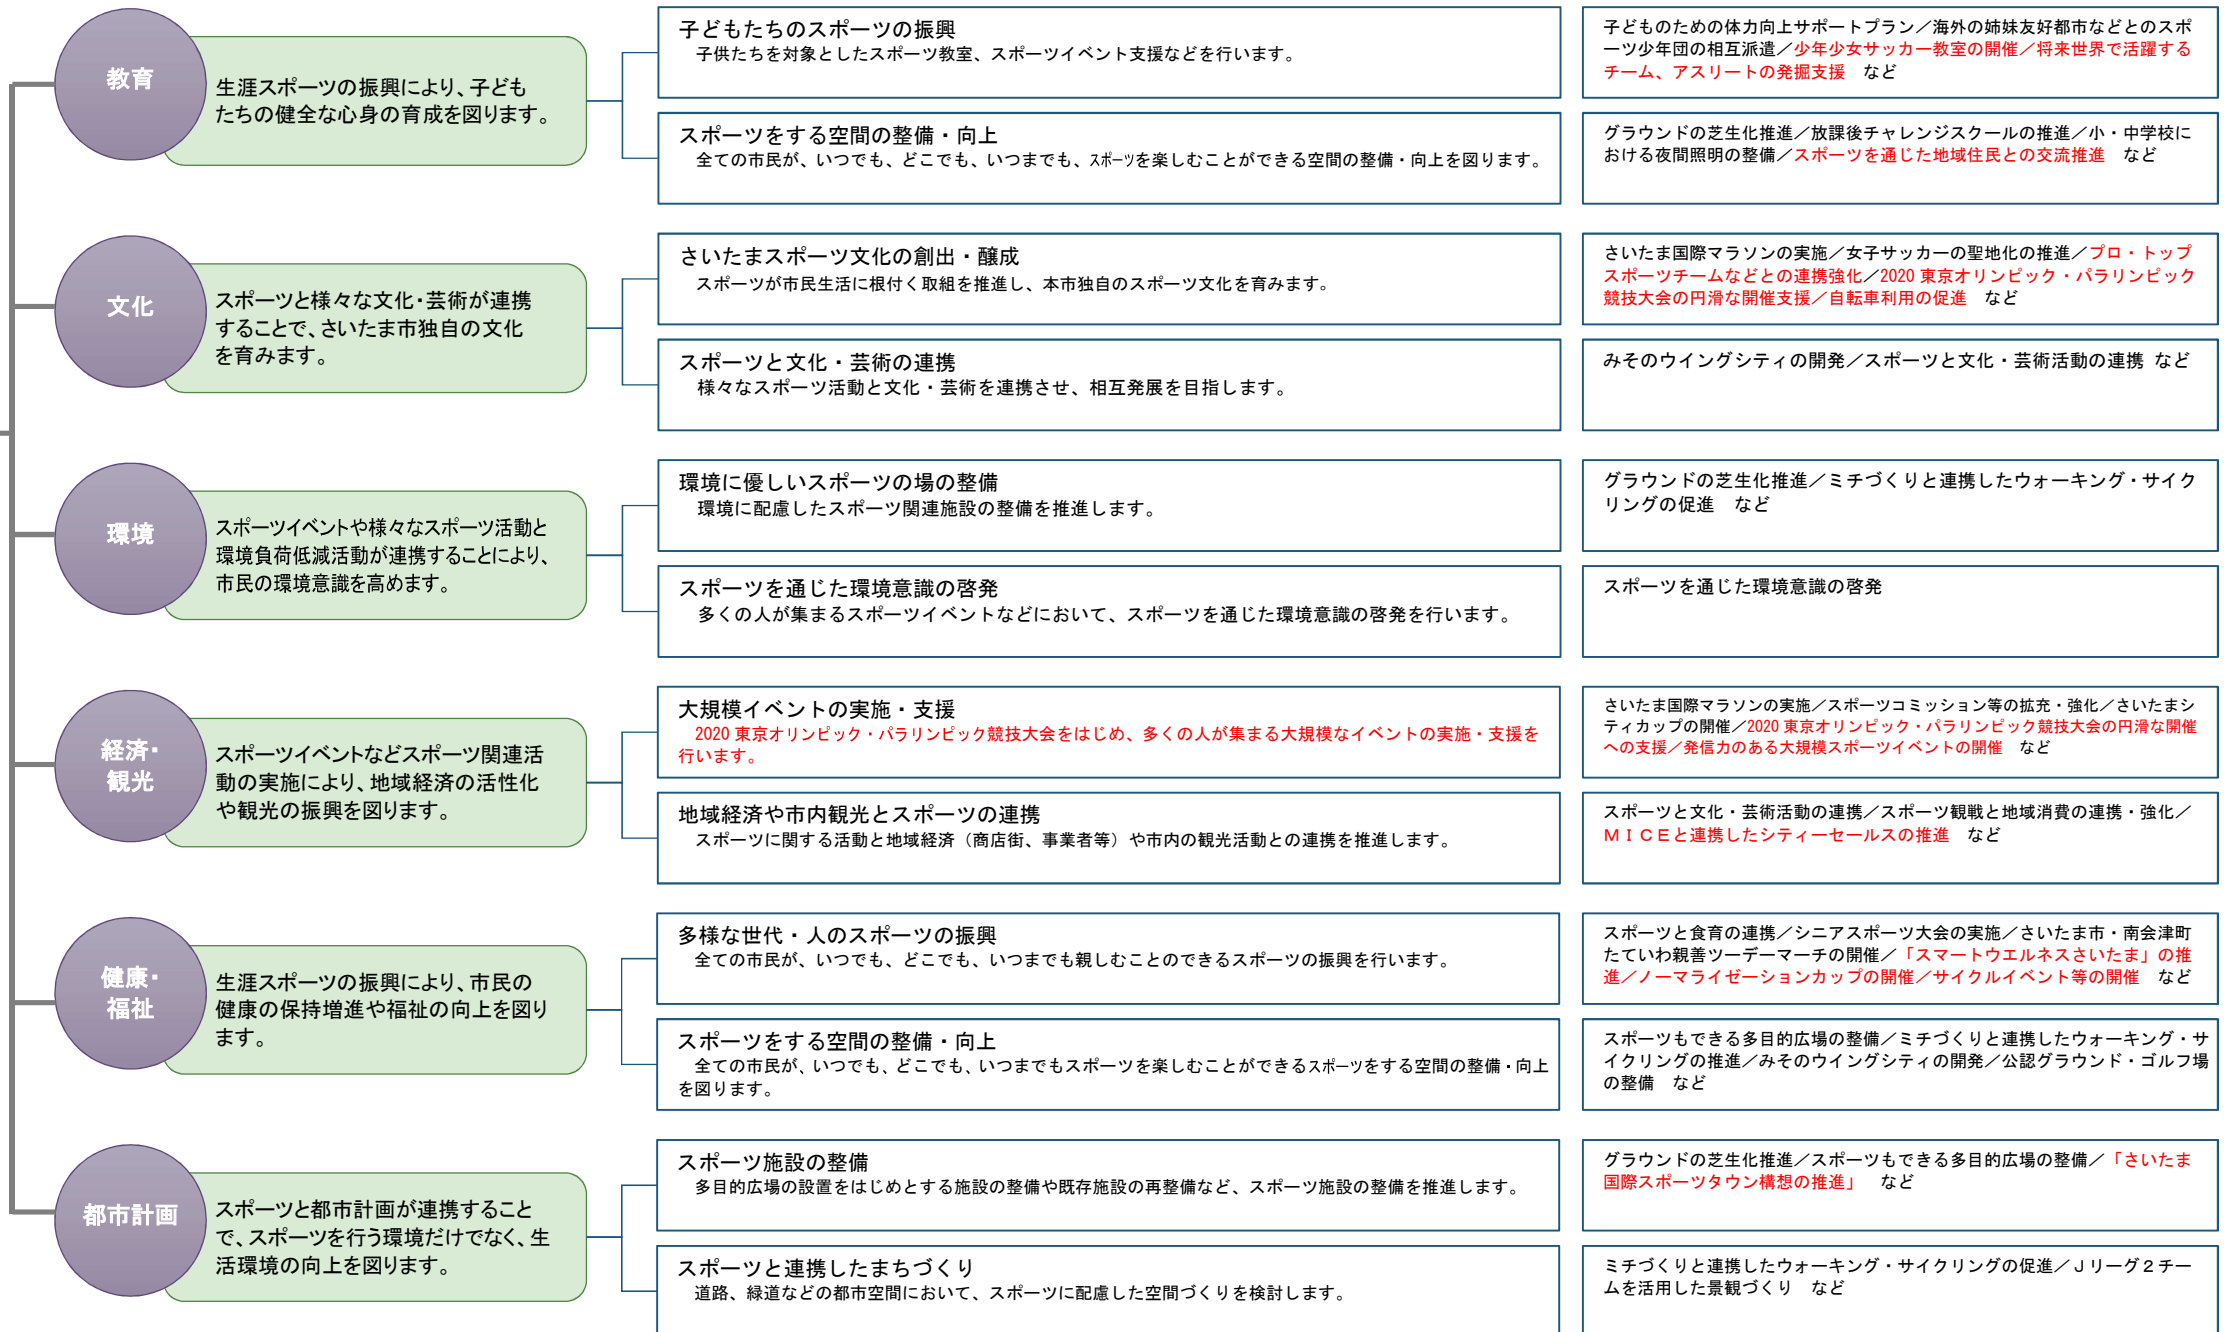 教育
生涯スポーツの振興により、子ども
たちの健全な心身の育成を図ります。
子どもたちのスポーツの振興
子供たちを対象としたスポーツ教室、スポーツイベント支援などを行います。
子どものための体力向上サポートプラン／海外の姉妹友好都市などとのスポ
ーツ少年団の相互派遣／少年少女サッカー教室の開催／将来世界で活躍する
チーム、アスリートの発掘支援　など
スポーツをする空間の整備・向上
全ての市民が、いつでも、どこでも、いつまでも、スポーツを楽しむことができる空間の整備・向上を図ります。
グラウンドの芝生化推進／放課後チャレンジスクールの推進／小・中学校に
おける夜間照明の整備／スポーツを通じた地域住民との交流推進　など
文化
スポーツと様々な文化・芸術が連携
することで、さいたま市独自の文化
を育みます。
さいたまスポーツ文化の創出・醸成
スポーツが市民生活に根付く取組を推進し、本市独自のスポーツ文化を育みます。
さいたま国際マラソンの実施／女子サッカーの聖地化の推進／プロ・トップ
スポーツチームなどとの連携強化／2020 東京オリンピック・パラリンピック
競技大会の円滑な開催支援／自転車利用の促進　など
スポーツと文化・芸術の連携
様々なスポーツ活動と文化・芸術を連携させ、相互発展を目指します。
みそのウイングシティの開発／スポーツと文化・芸術活動の連携 など
環境
スポーツイベントや様々なスポーツ活動と
環境負荷低減活動が連携することにより、
市民の環境意識を高めます。
環境に優しいスポーツの場の整備
環境に配慮したスポーツ関連施設の整備を推進します。
グラウンドの芝生化推進／ミチづくりと連携したウォーキング・サイク
リングの促進　など
スポーツを通じた環境意識の啓発
多くの人が集まるスポーツイベントなどにおいて、スポーツを通じた環境意識の啓発を行います。
スポーツを通じた環境意識の啓発
経済・
観光
スポーツイベントなどスポーツ関連活
動の実施により、地域経済の活性化
や観光の振興を図ります。
大規模イベントの実施・支援
2020 東京オリンピック・パラリンピック競技大会をはじめ、多くの人が集まる大規模なイベントの実施・支援を
行います。
さいたま国際マラソンの実施／スポーツコミッション等の拡充・強化／さいたまシ
ティカップの開催／2020 東京オリンピック・パラリンピック競技大会の円滑な開催
への支援／発信力のある大規模スポーツイベントの開催　など
地域経済や市内観光とスポーツの連携
スポーツに関する活動と地域経済（商店街、事業者等）や市内の観光活動との連携を推進します。
スポーツと文化・芸術活動の連携／スポーツ観戦と地域消費の連携・強化／
ＭＩＣＥと連携したシティーセールスの推進　など
健康・
福祉
生涯スポーツの振興により、市民の
健康の保持増進や福祉の向上を図り
ます。
多様な世代・人のスポーツの振興
全ての市民が、いつでも、どこでも、いつまでも親しむことのできるスポーツの振興を行います。
スポーツと食育の連携／シニアスポーツ大会の実施／さいたま市・南会津町
たていわ親善ツーデーマーチの開催／「スマートウエルネスさいたま」の推
進／ノーマライゼーションカップの開催／サイクルイベント等の開催　など
スポーツをする空間の整備・向上
全ての市民が、いつでも、どこでも、いつまでもスポーツを楽しむことができるスポーツをする空間の整備・向上
を図ります。
スポーツもできる多目的広場の整備／ミチづくりと連携したウォーキング・サ
イクリングの推進／みそのウイングシティの開発／公認グラウンド・ゴルフ場
の整備　など
都市計画
スポーツと都市計画が連携すること
で、スポーツを行う環境だけでなく、生
活環境の向上を図ります。
スポーツ施設の整備
多目的広場の設置をはじめとする施設の整備や既存施設の再整備など、スポーツ施設の整備を推進します。
グラウンドの芝生化推進／スポーツもできる多目的広場の整備／「さいたま
国際スポーツタウン構想の推進」　など
スポーツと連携したまちづくり
道路、緑道などの都市空間において、スポーツに配慮した空間づくりを検討します。
ミチづくりと連携したウォーキング・サイクリングの促進／Ｊリーグ２チー
ムを活用した景観づくり　など